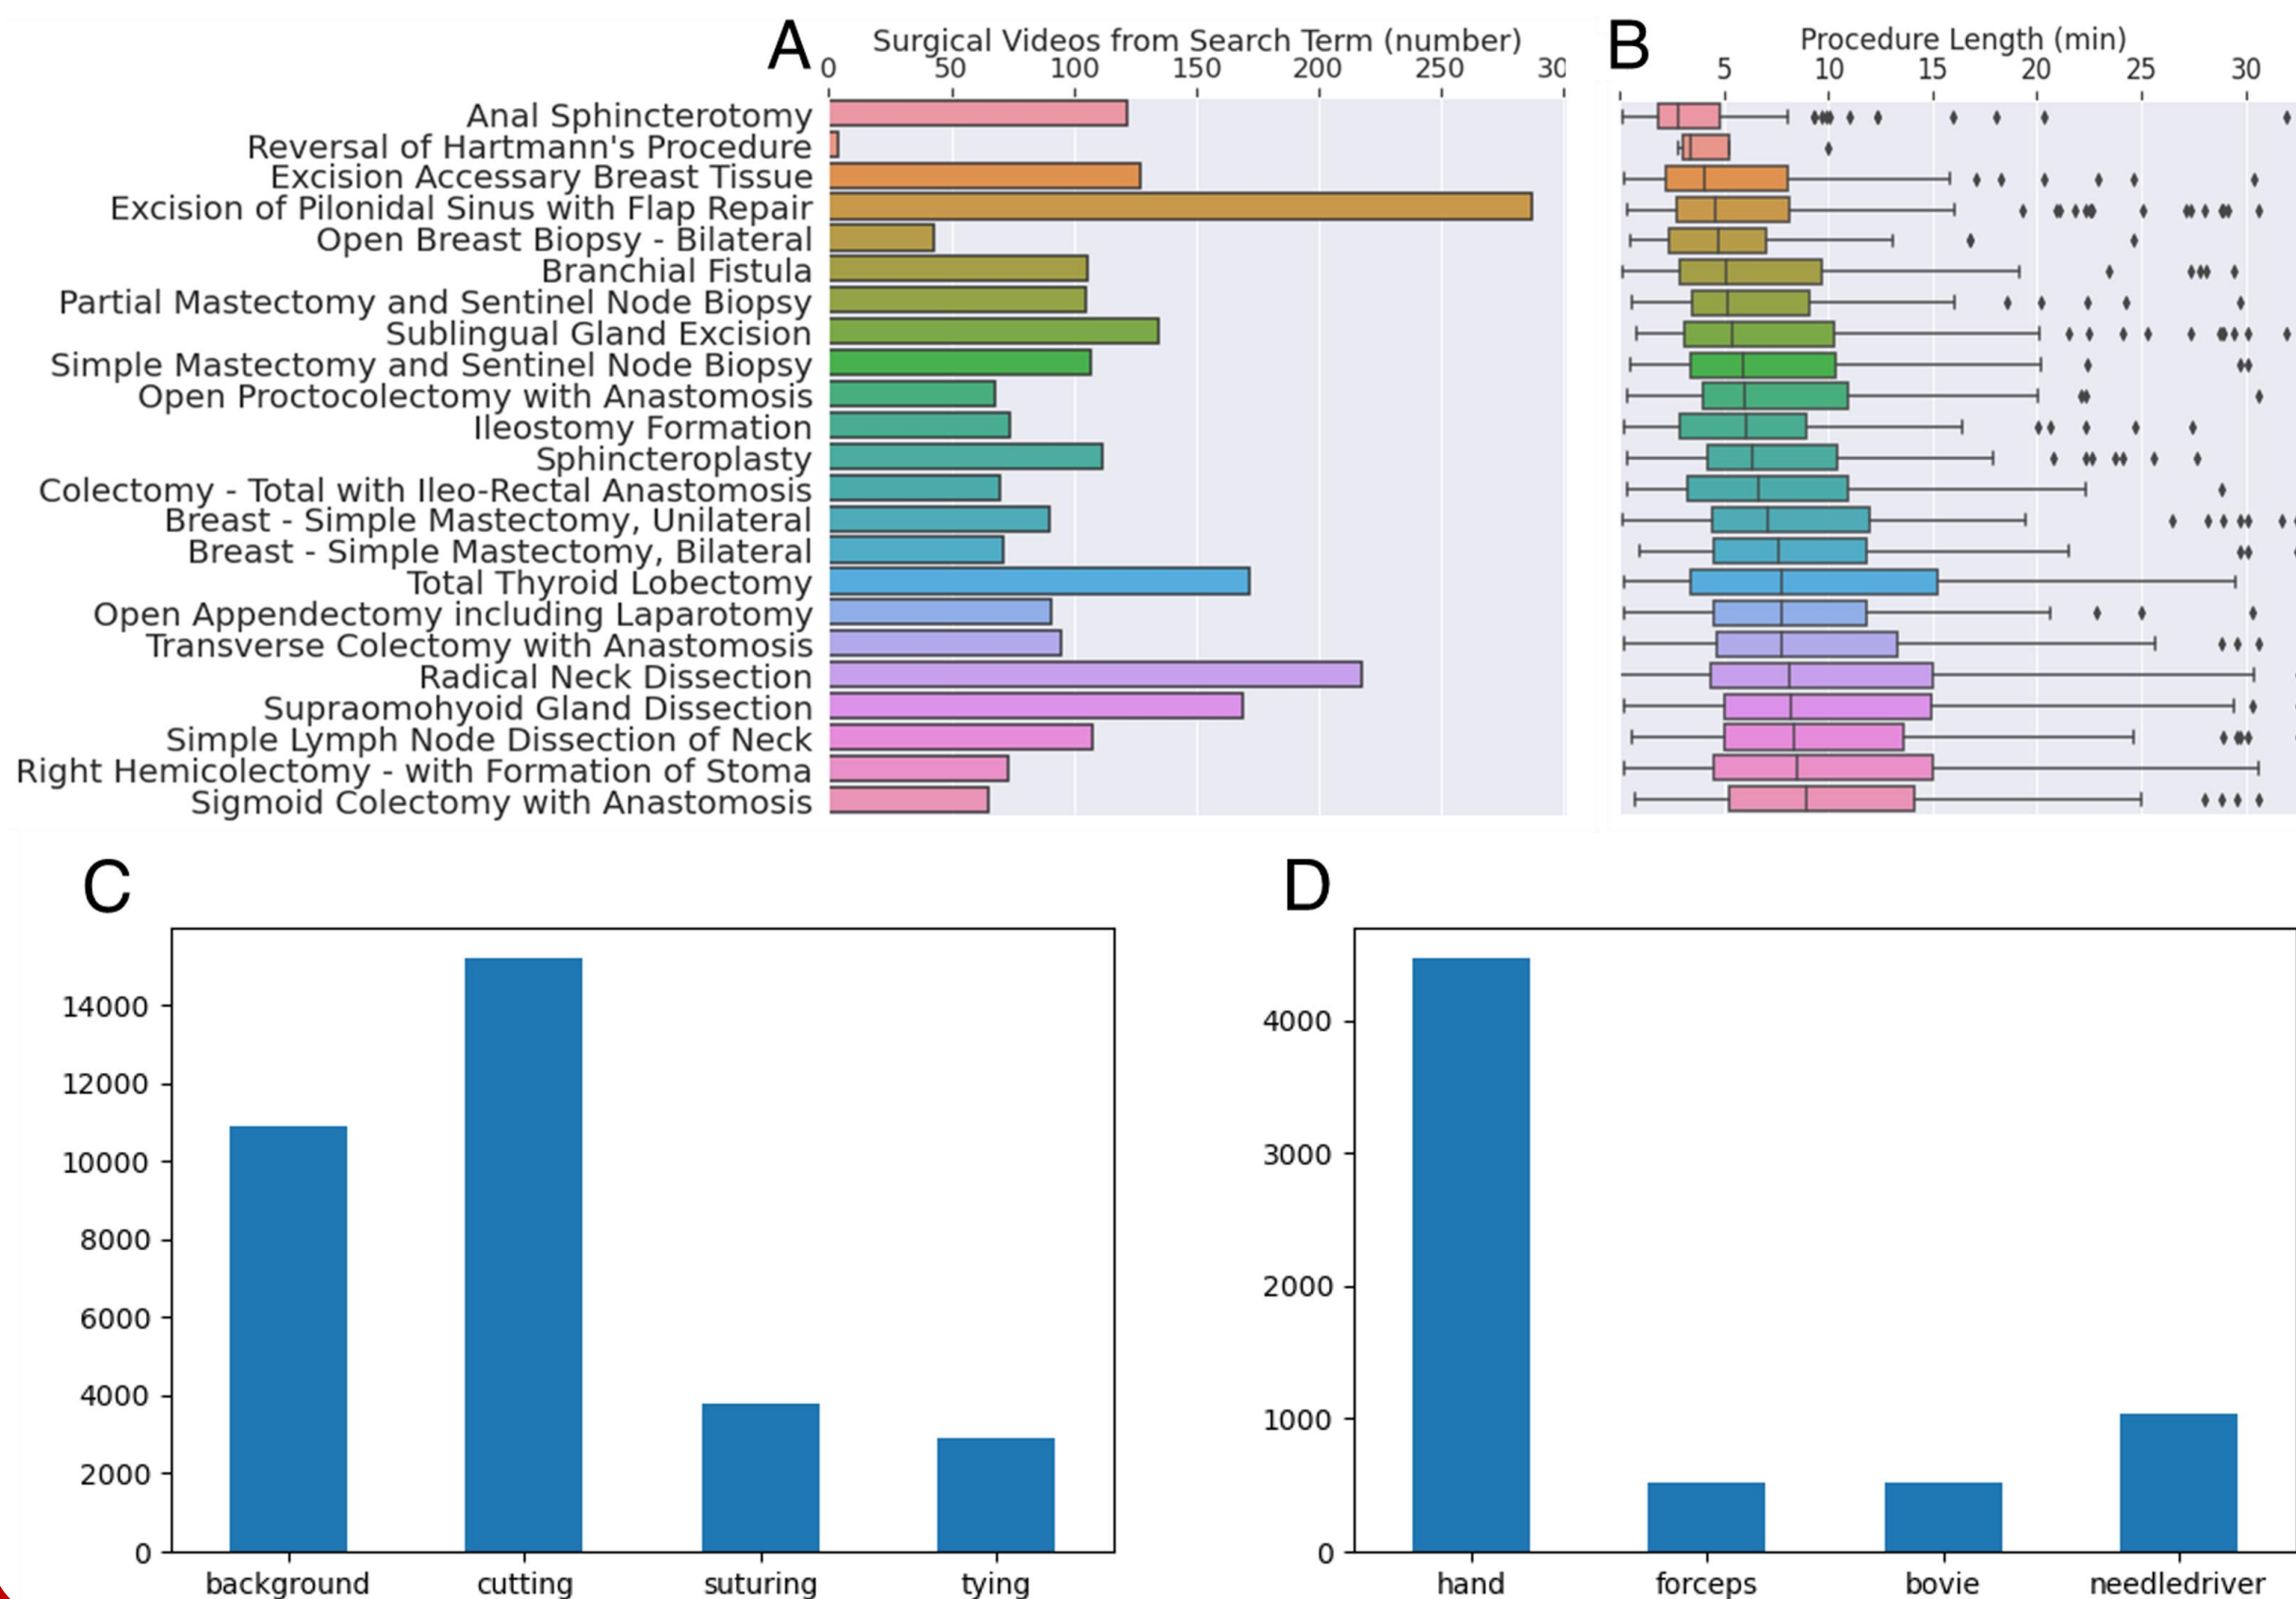 A Surgical Videos from Search Term (number)
0 50 100 150 200 250 30
B Procedure Length (min)
5 10 15 20 25 30
Anal Sphincterotomy
Reversal of Hartmann's Procedure
Excision Accessary Breast Tissue
Excision of Pilonidal Sinus with Flap Repair
Open Breast Biopsy - Bilateral
Branchial Fistula
Partial Mastectomy and Sentinel Node Biopsy
Sublingual Gland Excision
Simple Mastectomy and Sentinel Node Biopsy
Open Proctocolectomy with Anastomosis
Ileostomy Formation
Sphincteroplasty
Colectomy - Total with Ileo-Rectal Anastomosis
Breast - Simple Mastectomy, Unilateral
Breast - Simple Mastectomy, Bilateral
Total Thyroid Lobectomy
Open Appendectomy including Laparotomy
Transverse Colectomy with Anastomosis
Radical Neck Dissection
Supraomohyoid Gland Dissection
Simple Lymph Node Dissection of Neck
Right Hemicolectomy - with Formation of Stoma
Sigmoid Colectomy with Anastomosis
C
14000
12000
10000
8000
6000
4000
2000
0
background cutting suturing tying
D
4000
3000
2000
1000
0
hand forceps bovie needledriver